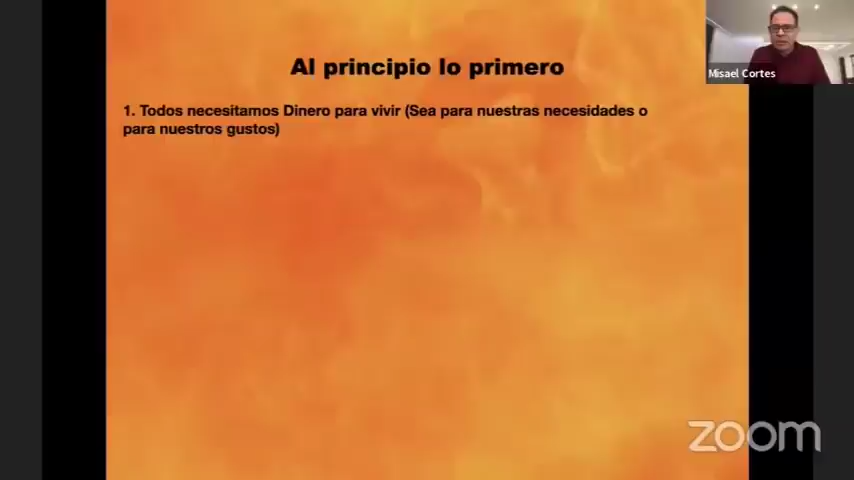 Al principio lo primero
Misael Cortes
1. Todos necesitamos Dinero para vivir (Sea para nuestras necesidades o
para nuestros gustos)
zoom